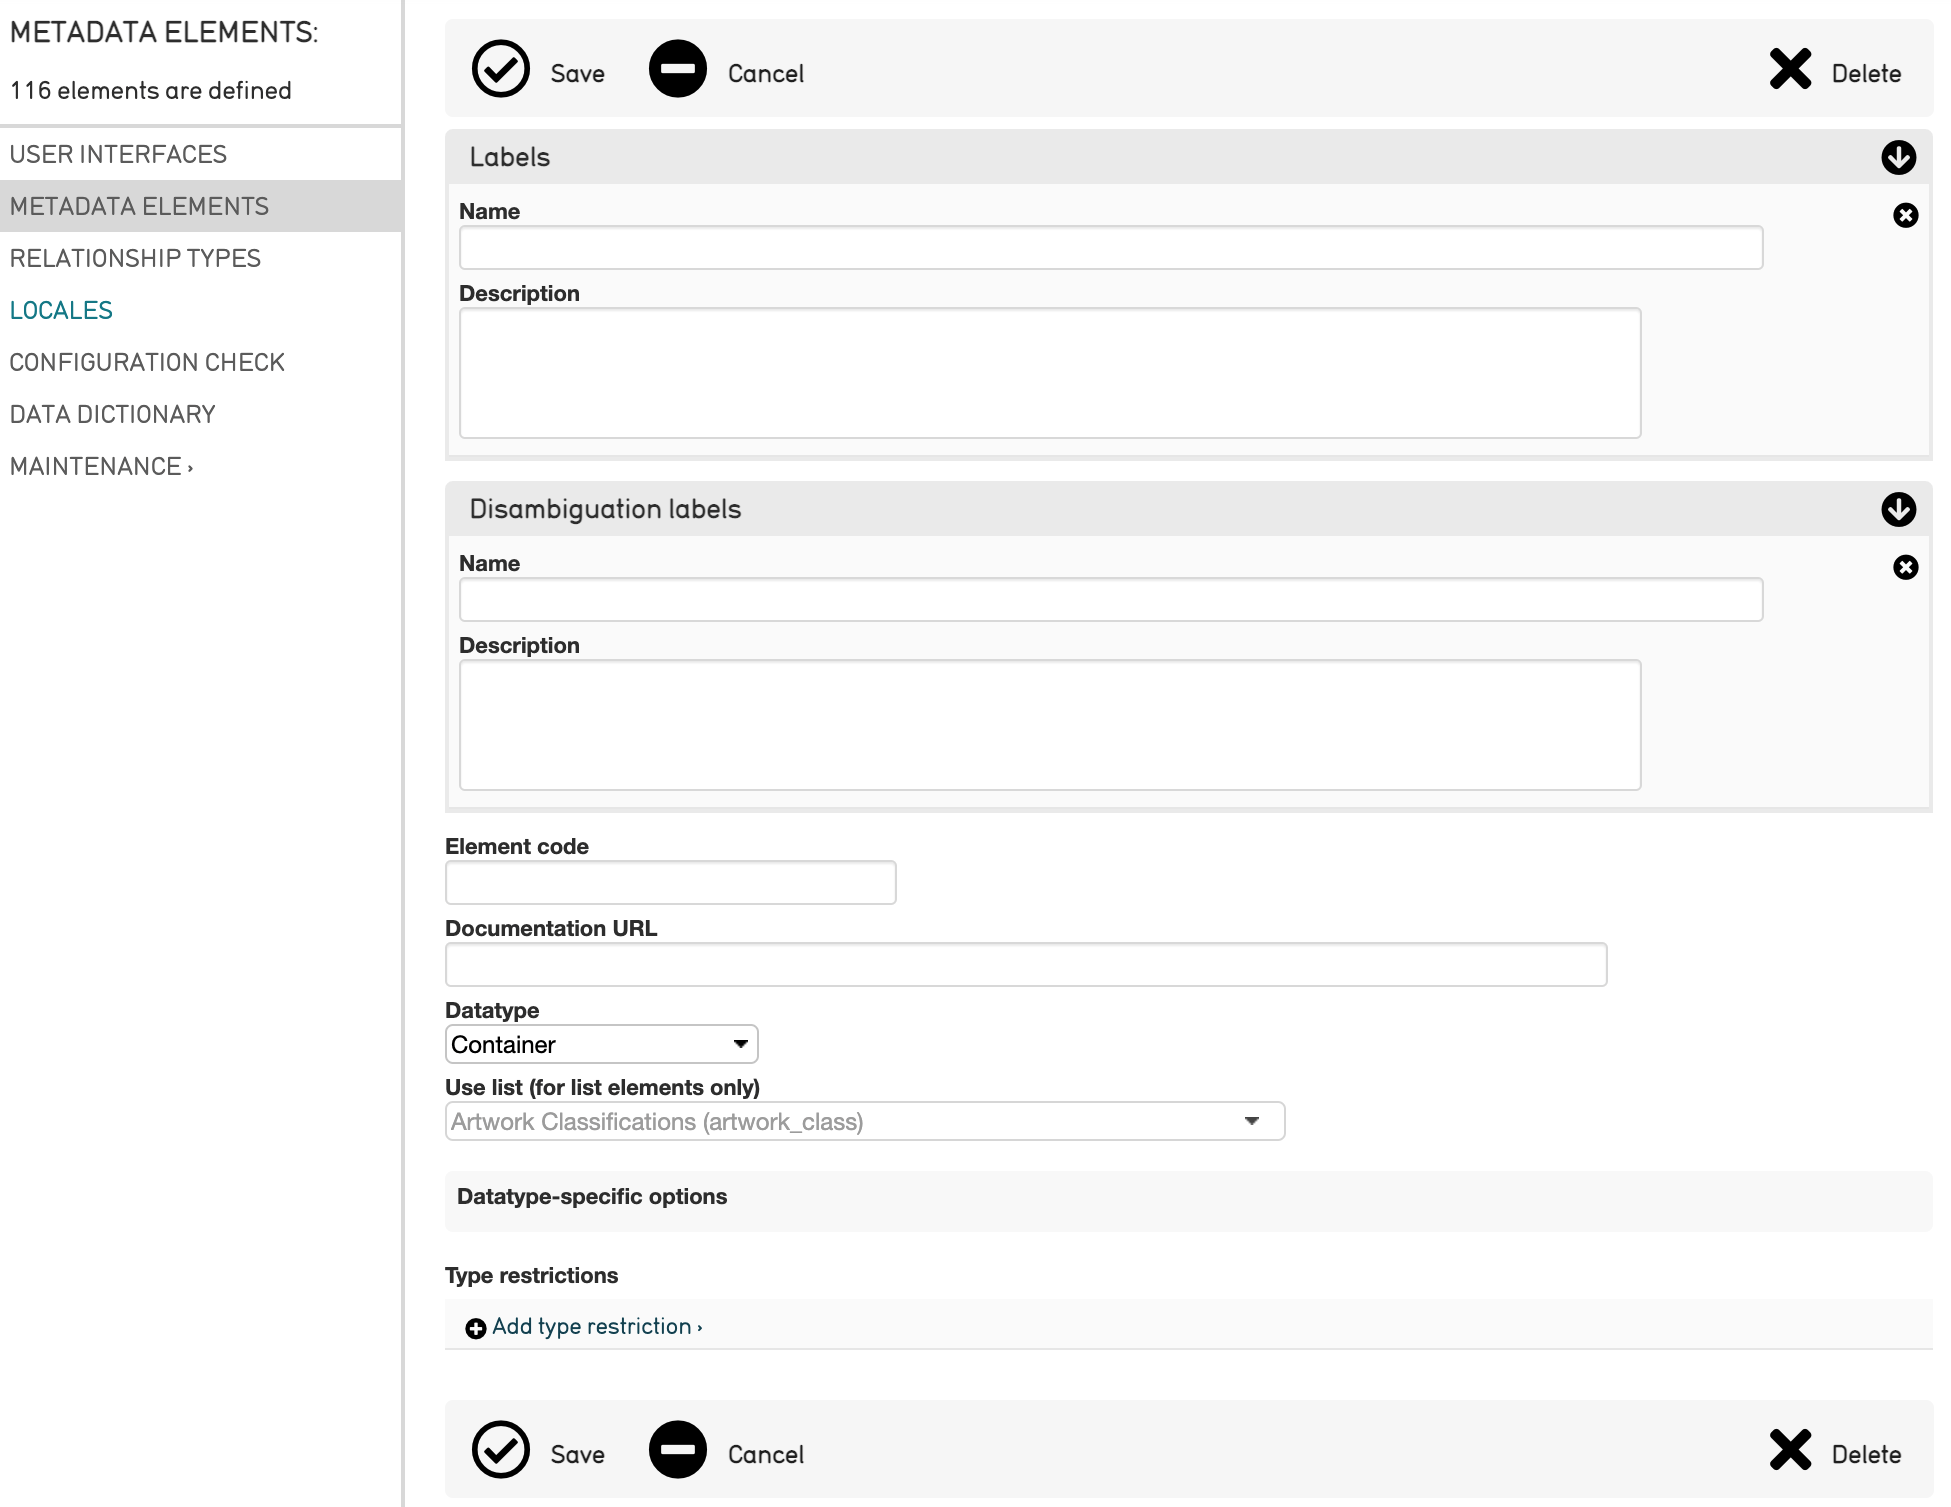 METADATA ELEMENTS:
116 elements are defined
USER INTERFACES
METADATA ELEMENTS
RELATIONSHIP TYPES
LOCALES
CONFIGURATION CHECK
DATA DICTIONARY
MAINTENANCE ›
Save Cancel Delete
Labels
Name
Description
Disambiguation labels
Name
Description
Element code
Documentation URL
Datatype
Container
Use list (for list elements only)
Artwork Classifications (artwork_class)
Datatype-specific options
Type restrictions
Add type restriction ›
Save Cancel Delete